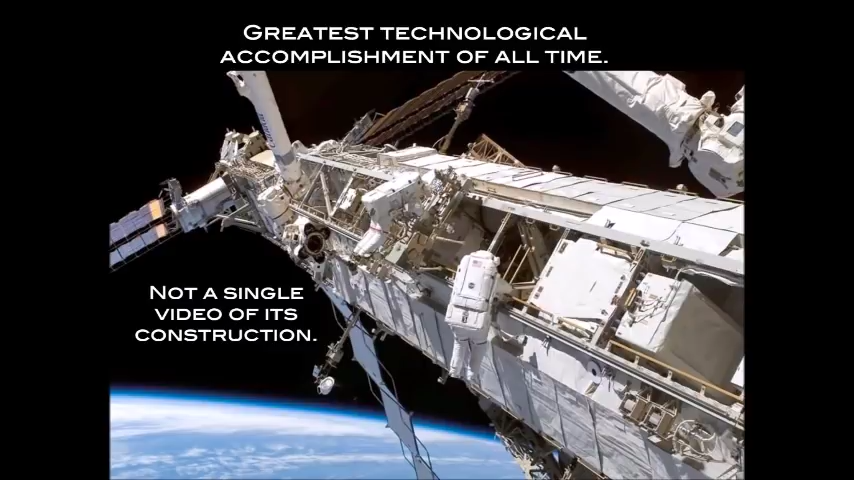 Greatest technological
accomplishment of all time.
Not a single
video of its
construction.